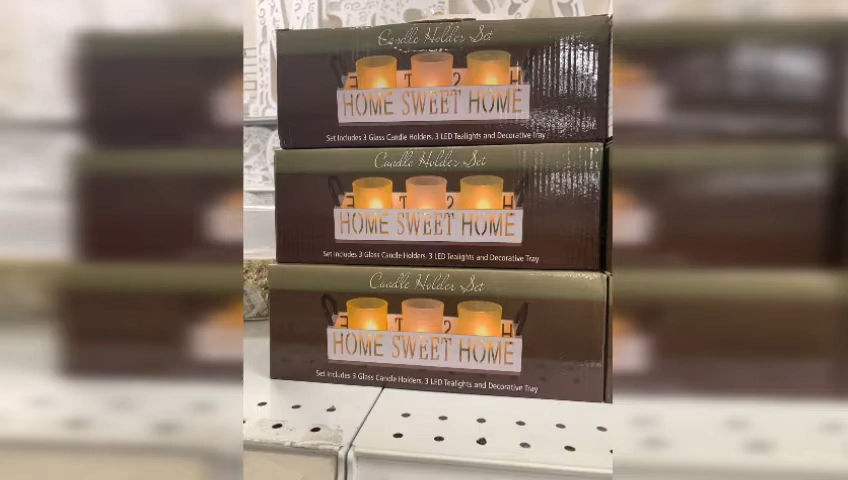 Candle Holder Set
HOME SWEET HOME
Set Includes 3 Glass Candle Holders, 3 LED Tealights and Decorative Tray
Candle Holder Set
HOME SWEET HOME
Set Includes 3 Glass Candle Holders, 3 LED Tealights and Decorative Tray
Candle Holder Set
HOME SWEET HOME
Set Includes 3 Glass Candle Holders, 3 LED Tealights and Decorative Tray